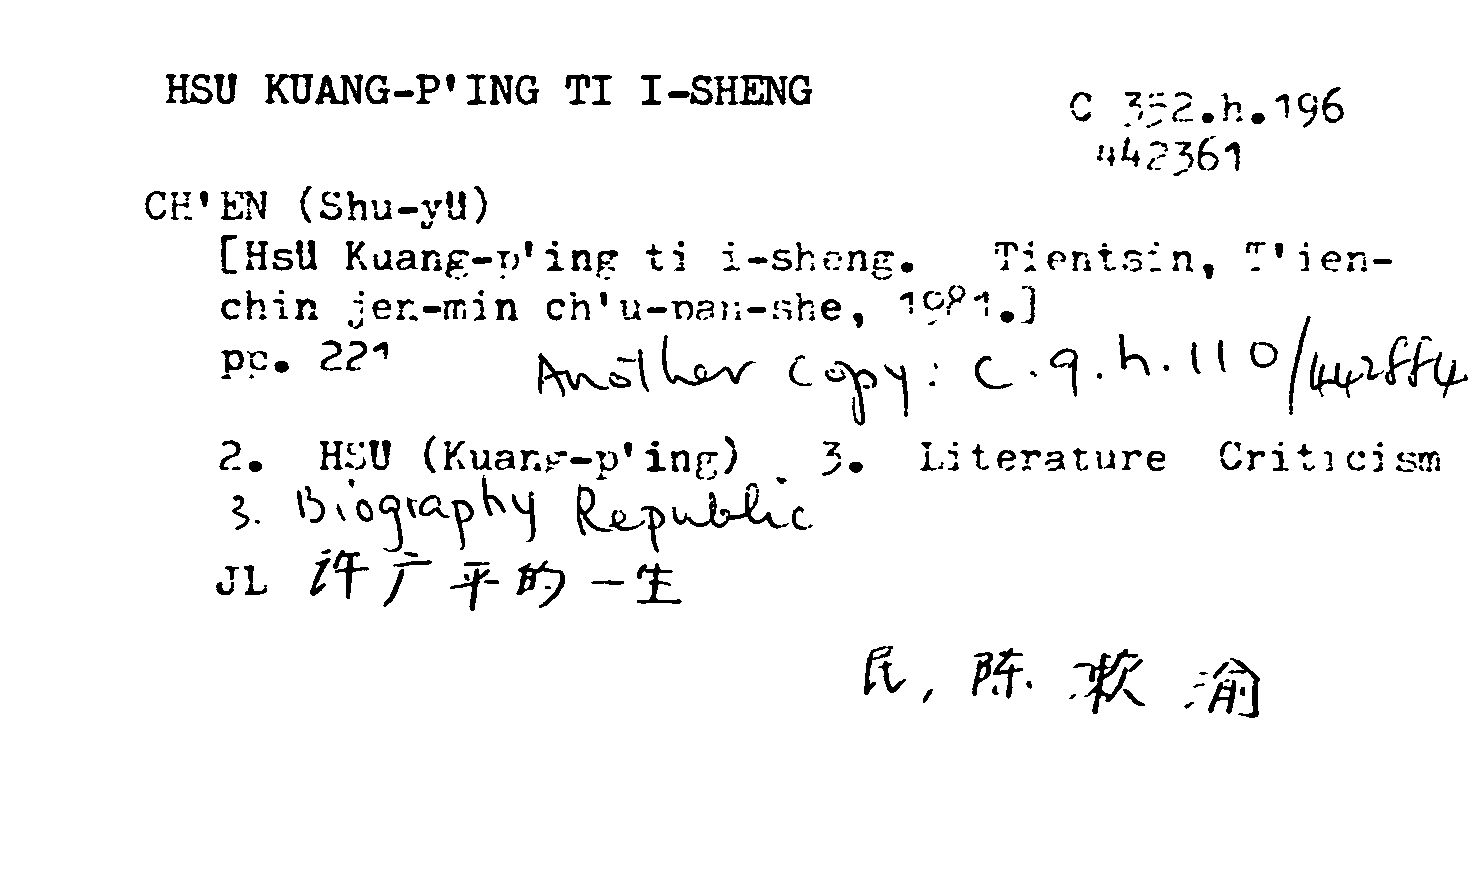 HSU KUANG-P'ING TI I-SHENG
C 352.h.196
442361
CH'EN (Shu-yU)
[HsU Kuang-p'ing ti i-sheng. Tientsin, T'ien-
chin jen-min ch'u-pan-she, 1981.]
pp. 221
Another copy: C.9.h.110/442884
2. HSU (Kuang-p'ing). 3. Literature Criticism
3. Biography Republic
JL 许广平的一生
民, 陈漱渝